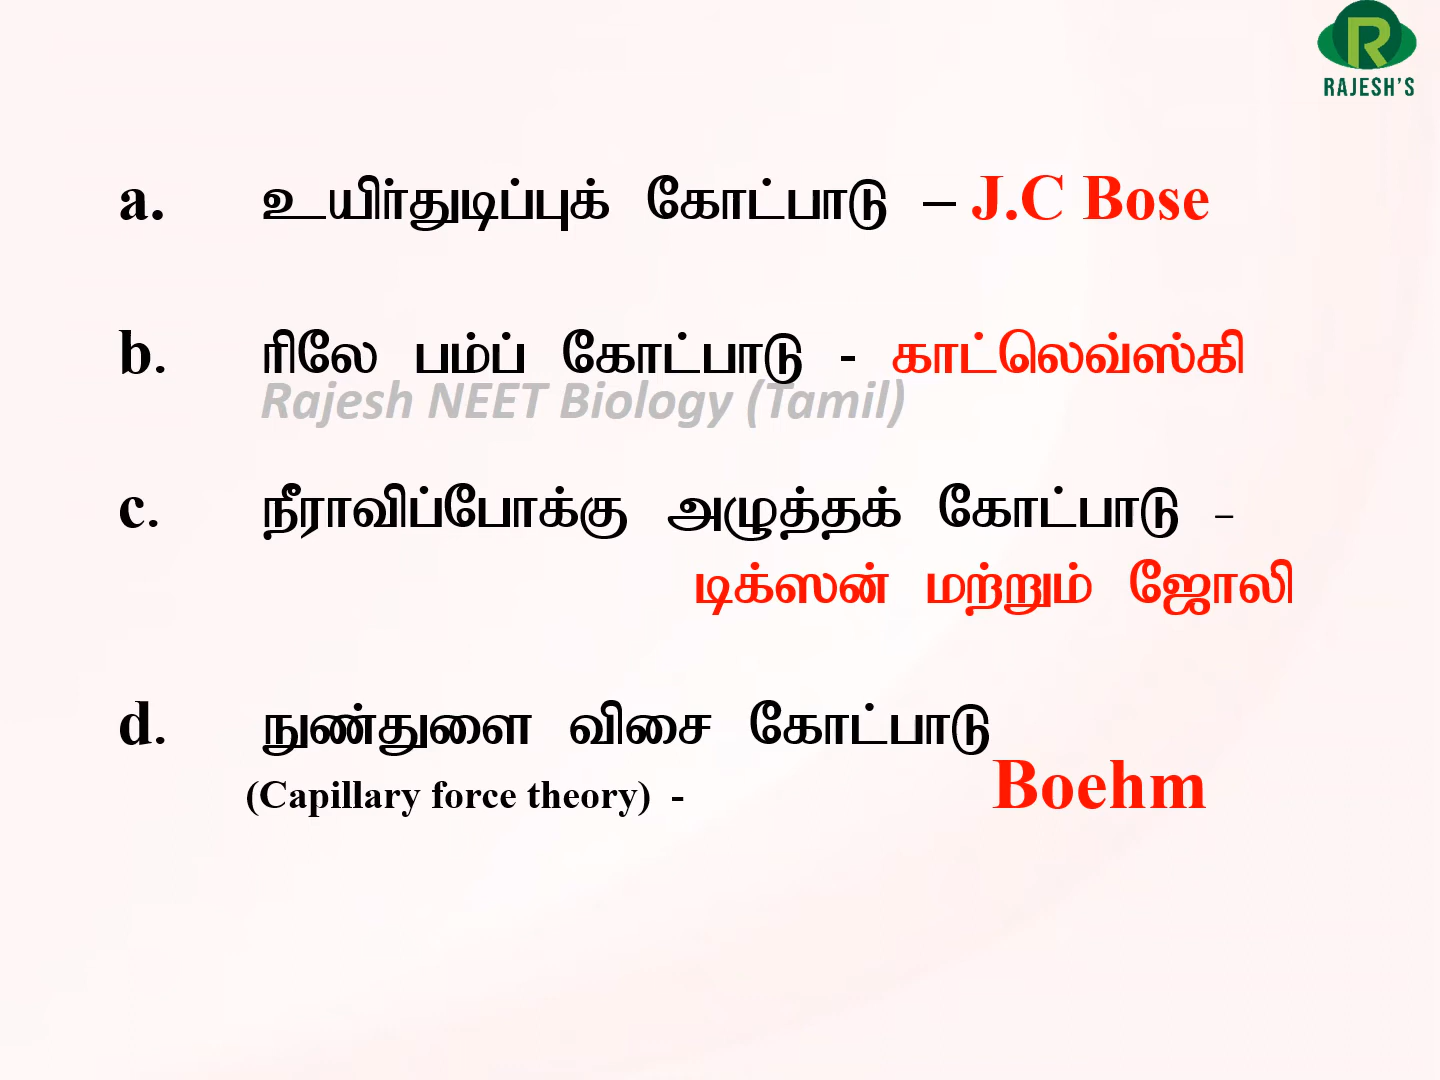 RAJESH'S
a. உயிர்துடிப்புக் கோட்பாடு – J.C Bose
b. ரிலே பம்ப் கோட்பாடு - காட்லெவ்ஸ்கி
Rajesh NEET Biology (Tamil)
c. நீராவிப்போக்கு அழுத்தக் கோட்பாடு –
டிக்ஸன் மற்றும் ஜோலி
d. நுண்துளை விசை கோட்பாடு
(Capillary force theory) - Boehm